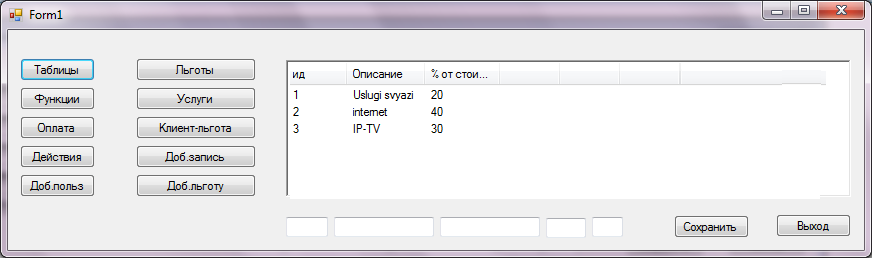 Form1
Таблицы
Льготы
Функции
Услуги
Оплата
Клиент-льгота
Действия
Доб.запись
Доб.польз
Доб.льготу
ид Описание % от стои...
1 Uslugi svyazi 20
2 internet 40
3 IP-TV 30
Сохранить
Выход